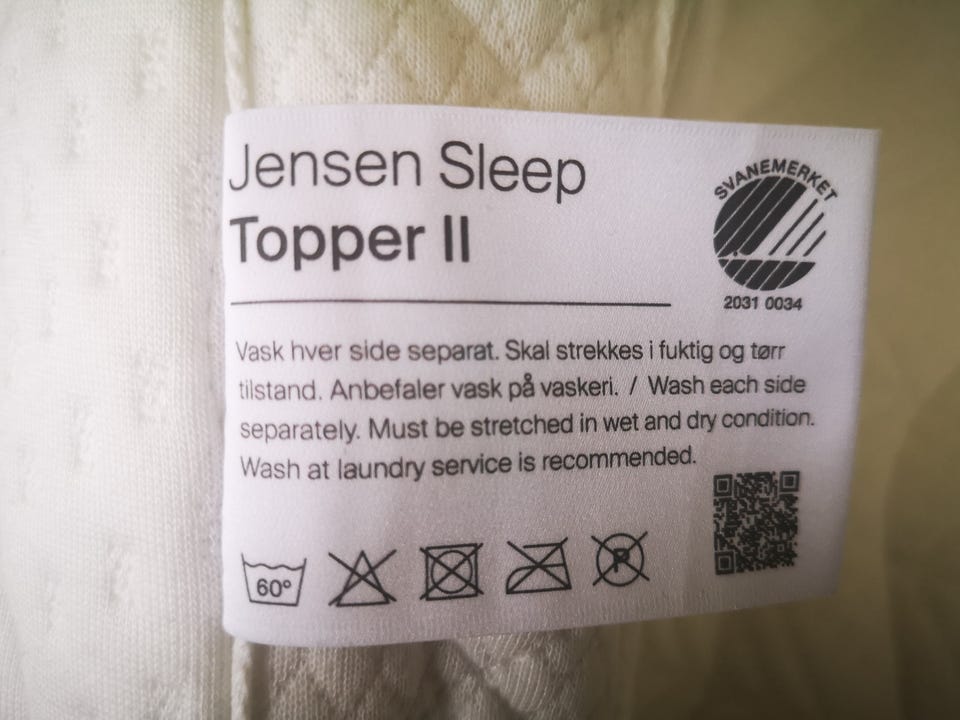 Jensen Sleep
Topper II
SVANEMERKET
2031 0034
Vask hver side separat. Skal strekkes i fuktig og tørr
tilstand. Anbefaler vask på vaskeri. / Wash each side
separately. Must be stretched in wet and dry condition.
Wash at laundry service is recommended.
60°
P